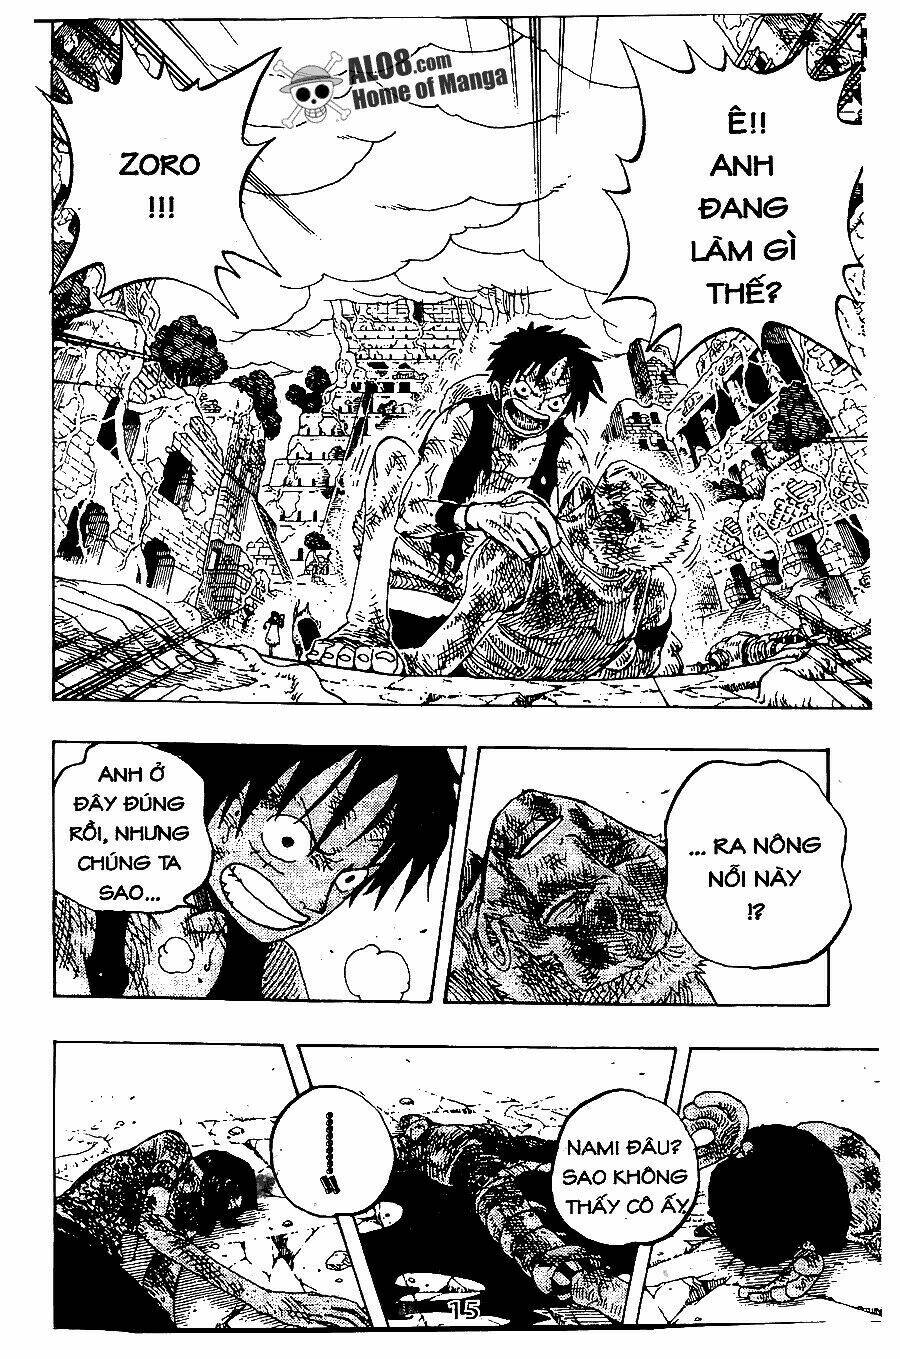 ALO8.com
Home of Manga
Ê!!
ANH
ĐANG
LÀM GÌ
THẾ?
ZORO
!!!
... RA NÔNG
NỖI NÀY
!?
ANH Ở
ĐÂY ĐÚNG
RỒI, NHƯNG
CHÚNG TA
SAO...
NAMI ĐÂU?
SAO KHÔNG
THẤY CÔ ẤY
15